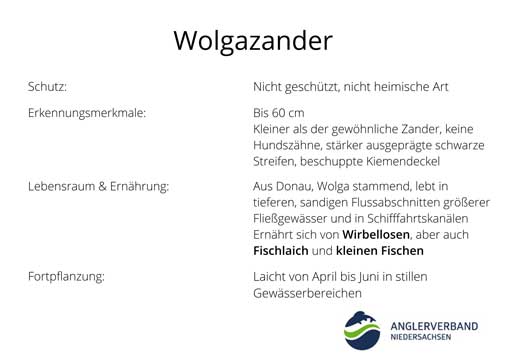 Wolgazander
Schutz: Nicht geschützt, nicht heimische Art
Erkennungsmerkmale: Bis 60 cm
Kleiner als der gewöhnliche Zander, keine
Hundszähne, stärker ausgeprägte schwarze
Streifen, beschuppte Kiemendeckel
Lebensraum & Ernährung: Aus Donau, Wolga stammend, lebt in
tieferen, sandigen Flussabschnitten größerer
Fließgewässer und in Schifffahrtskanälen
Ernährt sich von Wirbellosen, aber auch
Fischlaich und kleinen Fischen
Fortpflanzung: Laicht von April bis Juni in stillen
Gewässerbereichen
ANGLERVERBAND
NIEDERSACHSEN